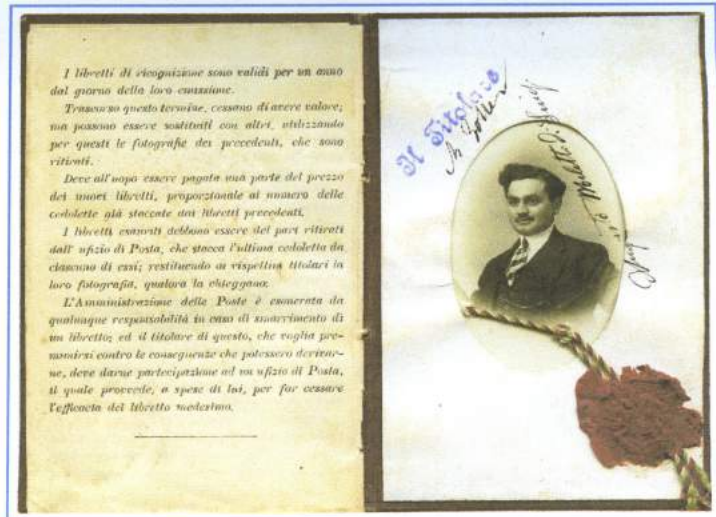 I libretti di ricognizione sono validi per un anno
dal giorno della loro emissione.
Trascorso questo termine, cessano di avere valore;
ma possono essere sostituiti con altri, utilizzando
per questi le fotografie dei precedenti, che sono
ritirati.
Deve all'uopo essere pagata una parte del prezzo
dei nuovi libretti, proporzionale al numero delle
cedolette già staccate dai libretti precedenti.
I libretti esauriti debbono essere del pari ritirati
dall' ufizio di Posta, che stacca l'ultima cedoletta da
ciascuno di essi; restituendo ai rispettivi titolari la
loro fotografia, qualora la chieggano.
L'Amministrazione delle Poste è esonerata da
qualunque responsabilità in caso di smarrimento di
un libretto; ed il titolare di questo, che voglia pre-
munirsi contro le conseguenze che potessero derivar-
ne, deve darne partecipazione ad un ufizio di Posta,
il quale provvede, a spese di lui, per far cessare
l'efficacia del libretto medesimo.
Il Titolare